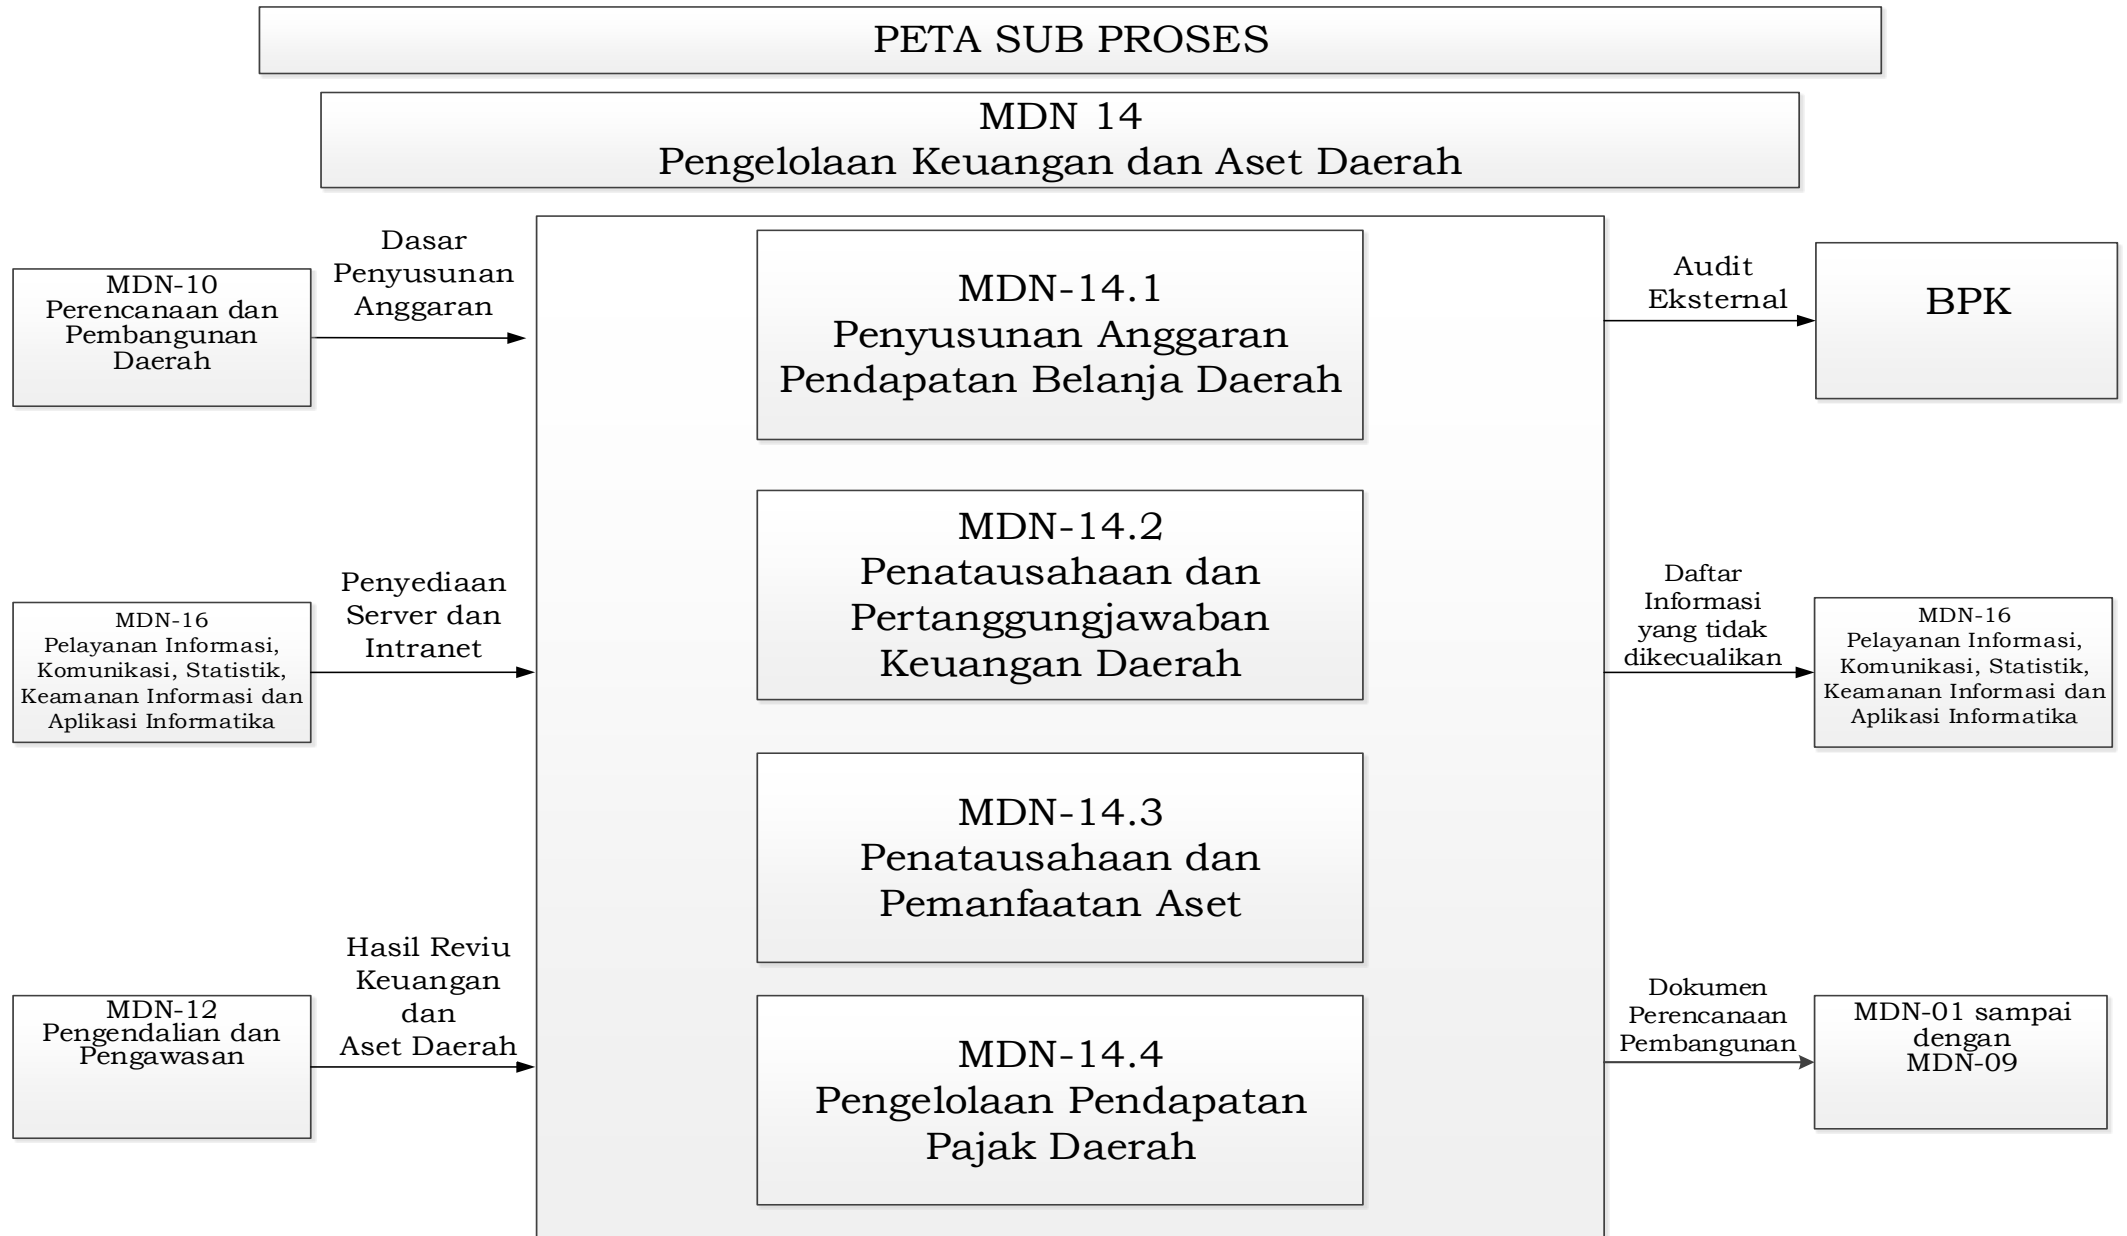 PETA SUB PROSES
MDN 14
Pengelolaan Keuangan dan Aset Daerah
MDN-10
Perencanaan dan
Pembangunan
Daerah
Dasar
Penyusunan
Anggaran
MDN-14.1
Penyusunan Anggaran
Pendapatan Belanja Daerah
Audit
Eksternal
BPK
MDN-16
Pelayanan Informasi,
Komunikasi, Statistik,
Keamanan Informasi dan
Aplikasi Informatika
Penyediaan
Server dan
Intranet
MDN-14.2
Penatausahaan dan
Pertanggungjawaban
Keuangan Daerah
Daftar
Informasi
yang tidak
dikecualikan
MDN-16
Pelayanan Informasi,
Komunikasi, Statistik,
Keamanan Informasi dan
Aplikasi Informatika
MDN-14.3
Penatausahaan dan
Pemanfaatan Aset
MDN-12
Pengendalian dan
Pengawasan
Hasil Reviu
Keuangan
dan
Aset Daerah
MDN-14.4
Pengelolaan Pendapatan
Pajak Daerah
Dokumen
Perencanaan
Pembangunan
MDN-01 sampai
dengan
MDN-09